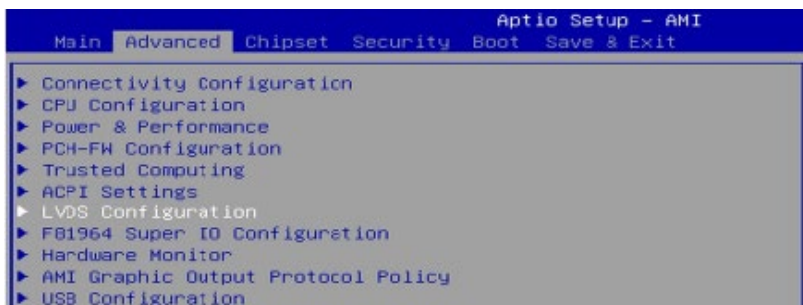 Aptio Setup – AMI
Main Advanced Chipset Security Boot Save & Exit
► Connectivity Configuration
► CPU Configuration
► Power & Performance
► PCH-FW Configuration
► Trusted Computing
► ACPI Settings
► LVDS Configuration
► F81964 Super IO Configuration
► Hardware Monitor
► AMI Graphic Output Protocol Policy
► USB Configuration